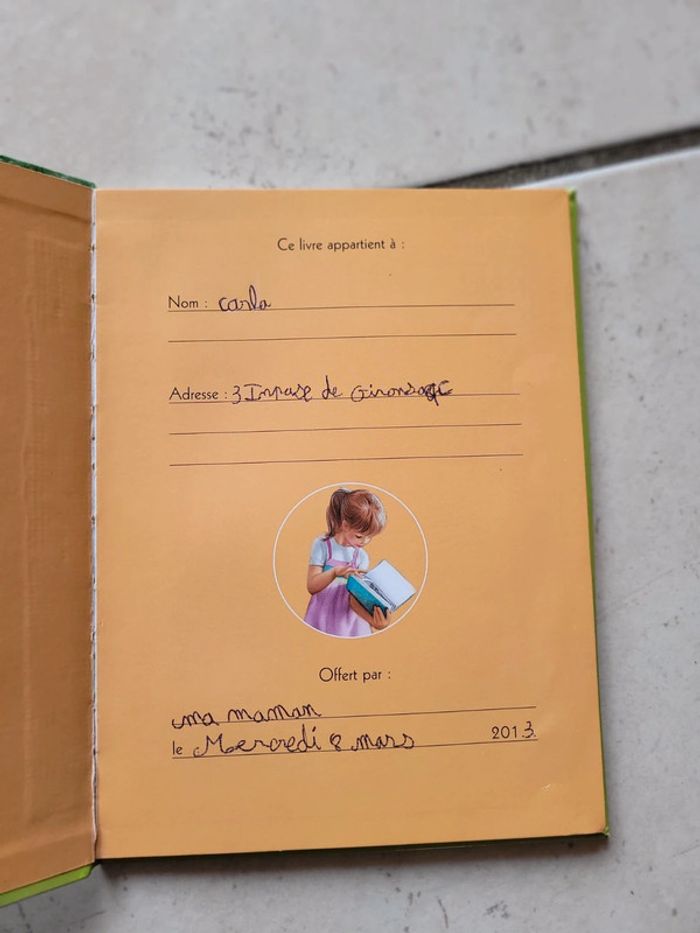 Ce livre appartient à :
Nom : Carla
Adresse : 3 Impase de
Offert par :
ma maman
le Mercredi 8 mars 2013